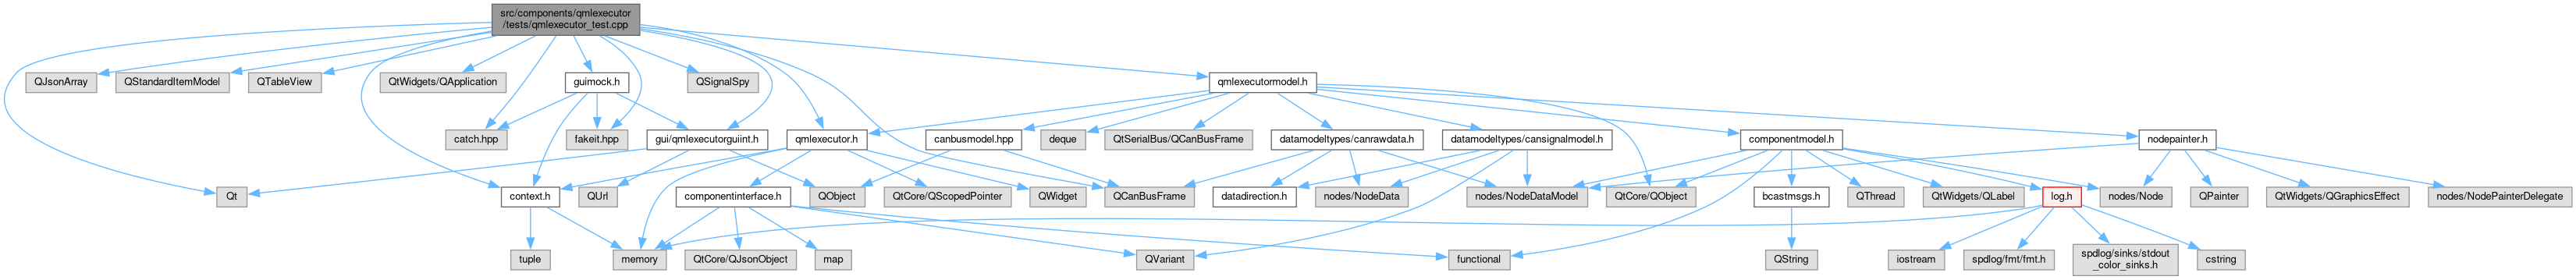 src/components/qmlexecutor
/tests/qmlexecutor_test.cpp
QJsonArray
QStandardItemModel
QTableView
QtWidgets/QApplication
guimock.h
QSignalSpy
qmlexecutormodel.h
catch.hpp
fakeit.hpp
gui/qmlexecutorguiint.h
qmlexecutor.h
canbusmodel.hpp
deque
QtSerialBus/QCanBusFrame
datamodeltypes/canrawdata.h
datamodeltypes/cansignalmodel.h
componentmodel.h
nodepainter.h
Qt
context.h
QUrl
componentinterface.h
QObject
QtCore/QScopedPointer
QWidget
QCanBusFrame
datadirection.h
nodes/NodeData
nodes/NodeDataModel
QtCore/QObject
bcastmsgs.h
QThread
QtWidgets/QLabel
log.h
nodes/Node
QPainter
QtWidgets/QGraphicsEffect
nodes/NodePainterDelegate
tuple
memory
QtCore/QJsonObject
map
QVariant
functional
QString
iostream
spdlog/fmt/fmt.h
spdlog/sinks/stdout
_color_sinks.h
cstring